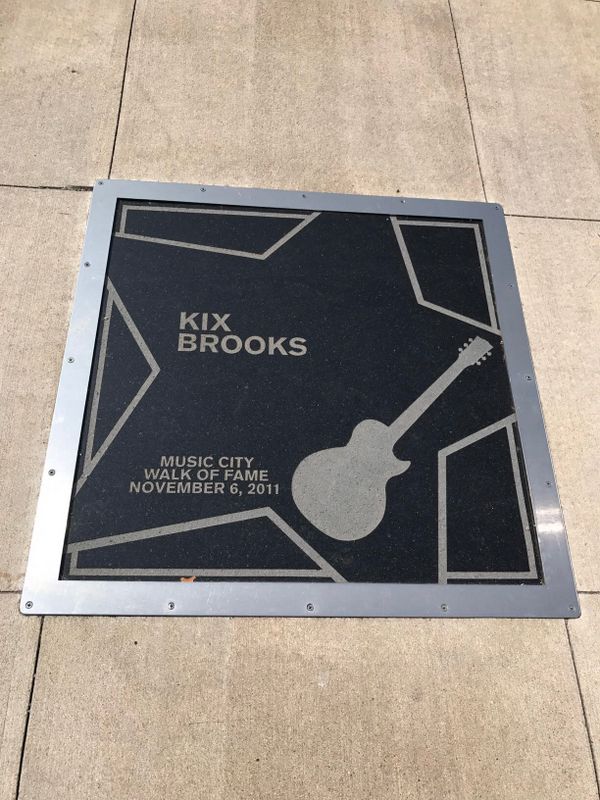 KIX
BROOKS
MUSIC CITY
WALK OF FAME
NOVEMBER 6, 2011